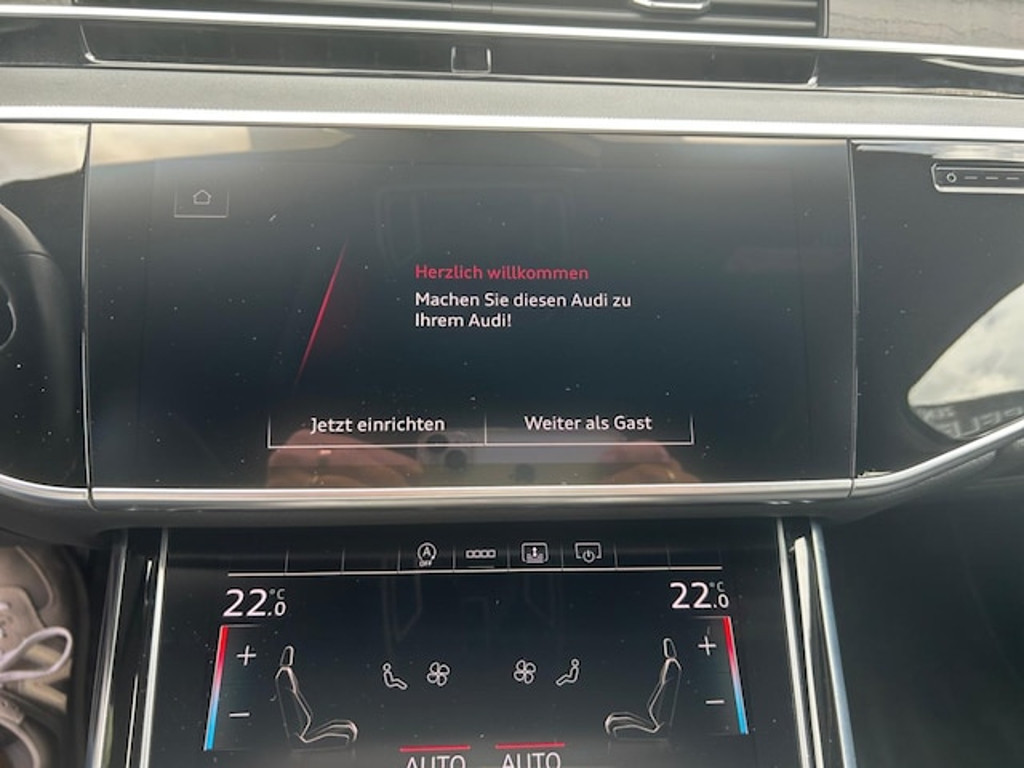 Herzlich willkommen
Machen Sie diesen Audi zu
Ihrem Audi!
Jetzt einrichten Weiter als Gast
A
OFF
22.0 °C 22.0 °C
AUTO AUTO